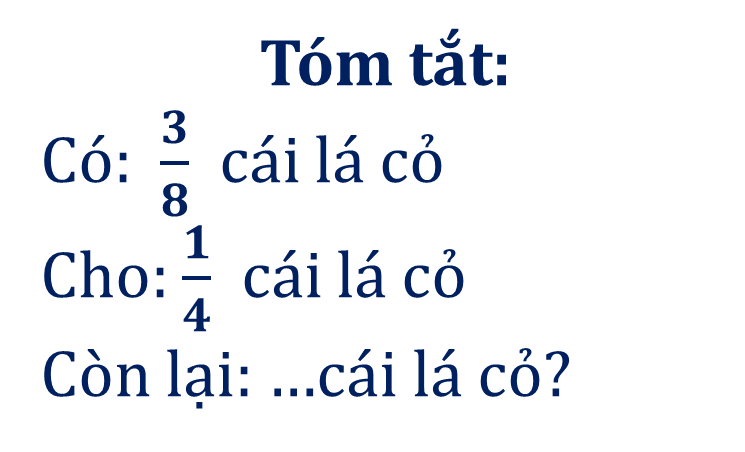 Tóm tắt:
Có: 3/8 cái lá cỏ
Cho: 1/4 cái lá cỏ
Còn lại: ...cái lá cỏ?